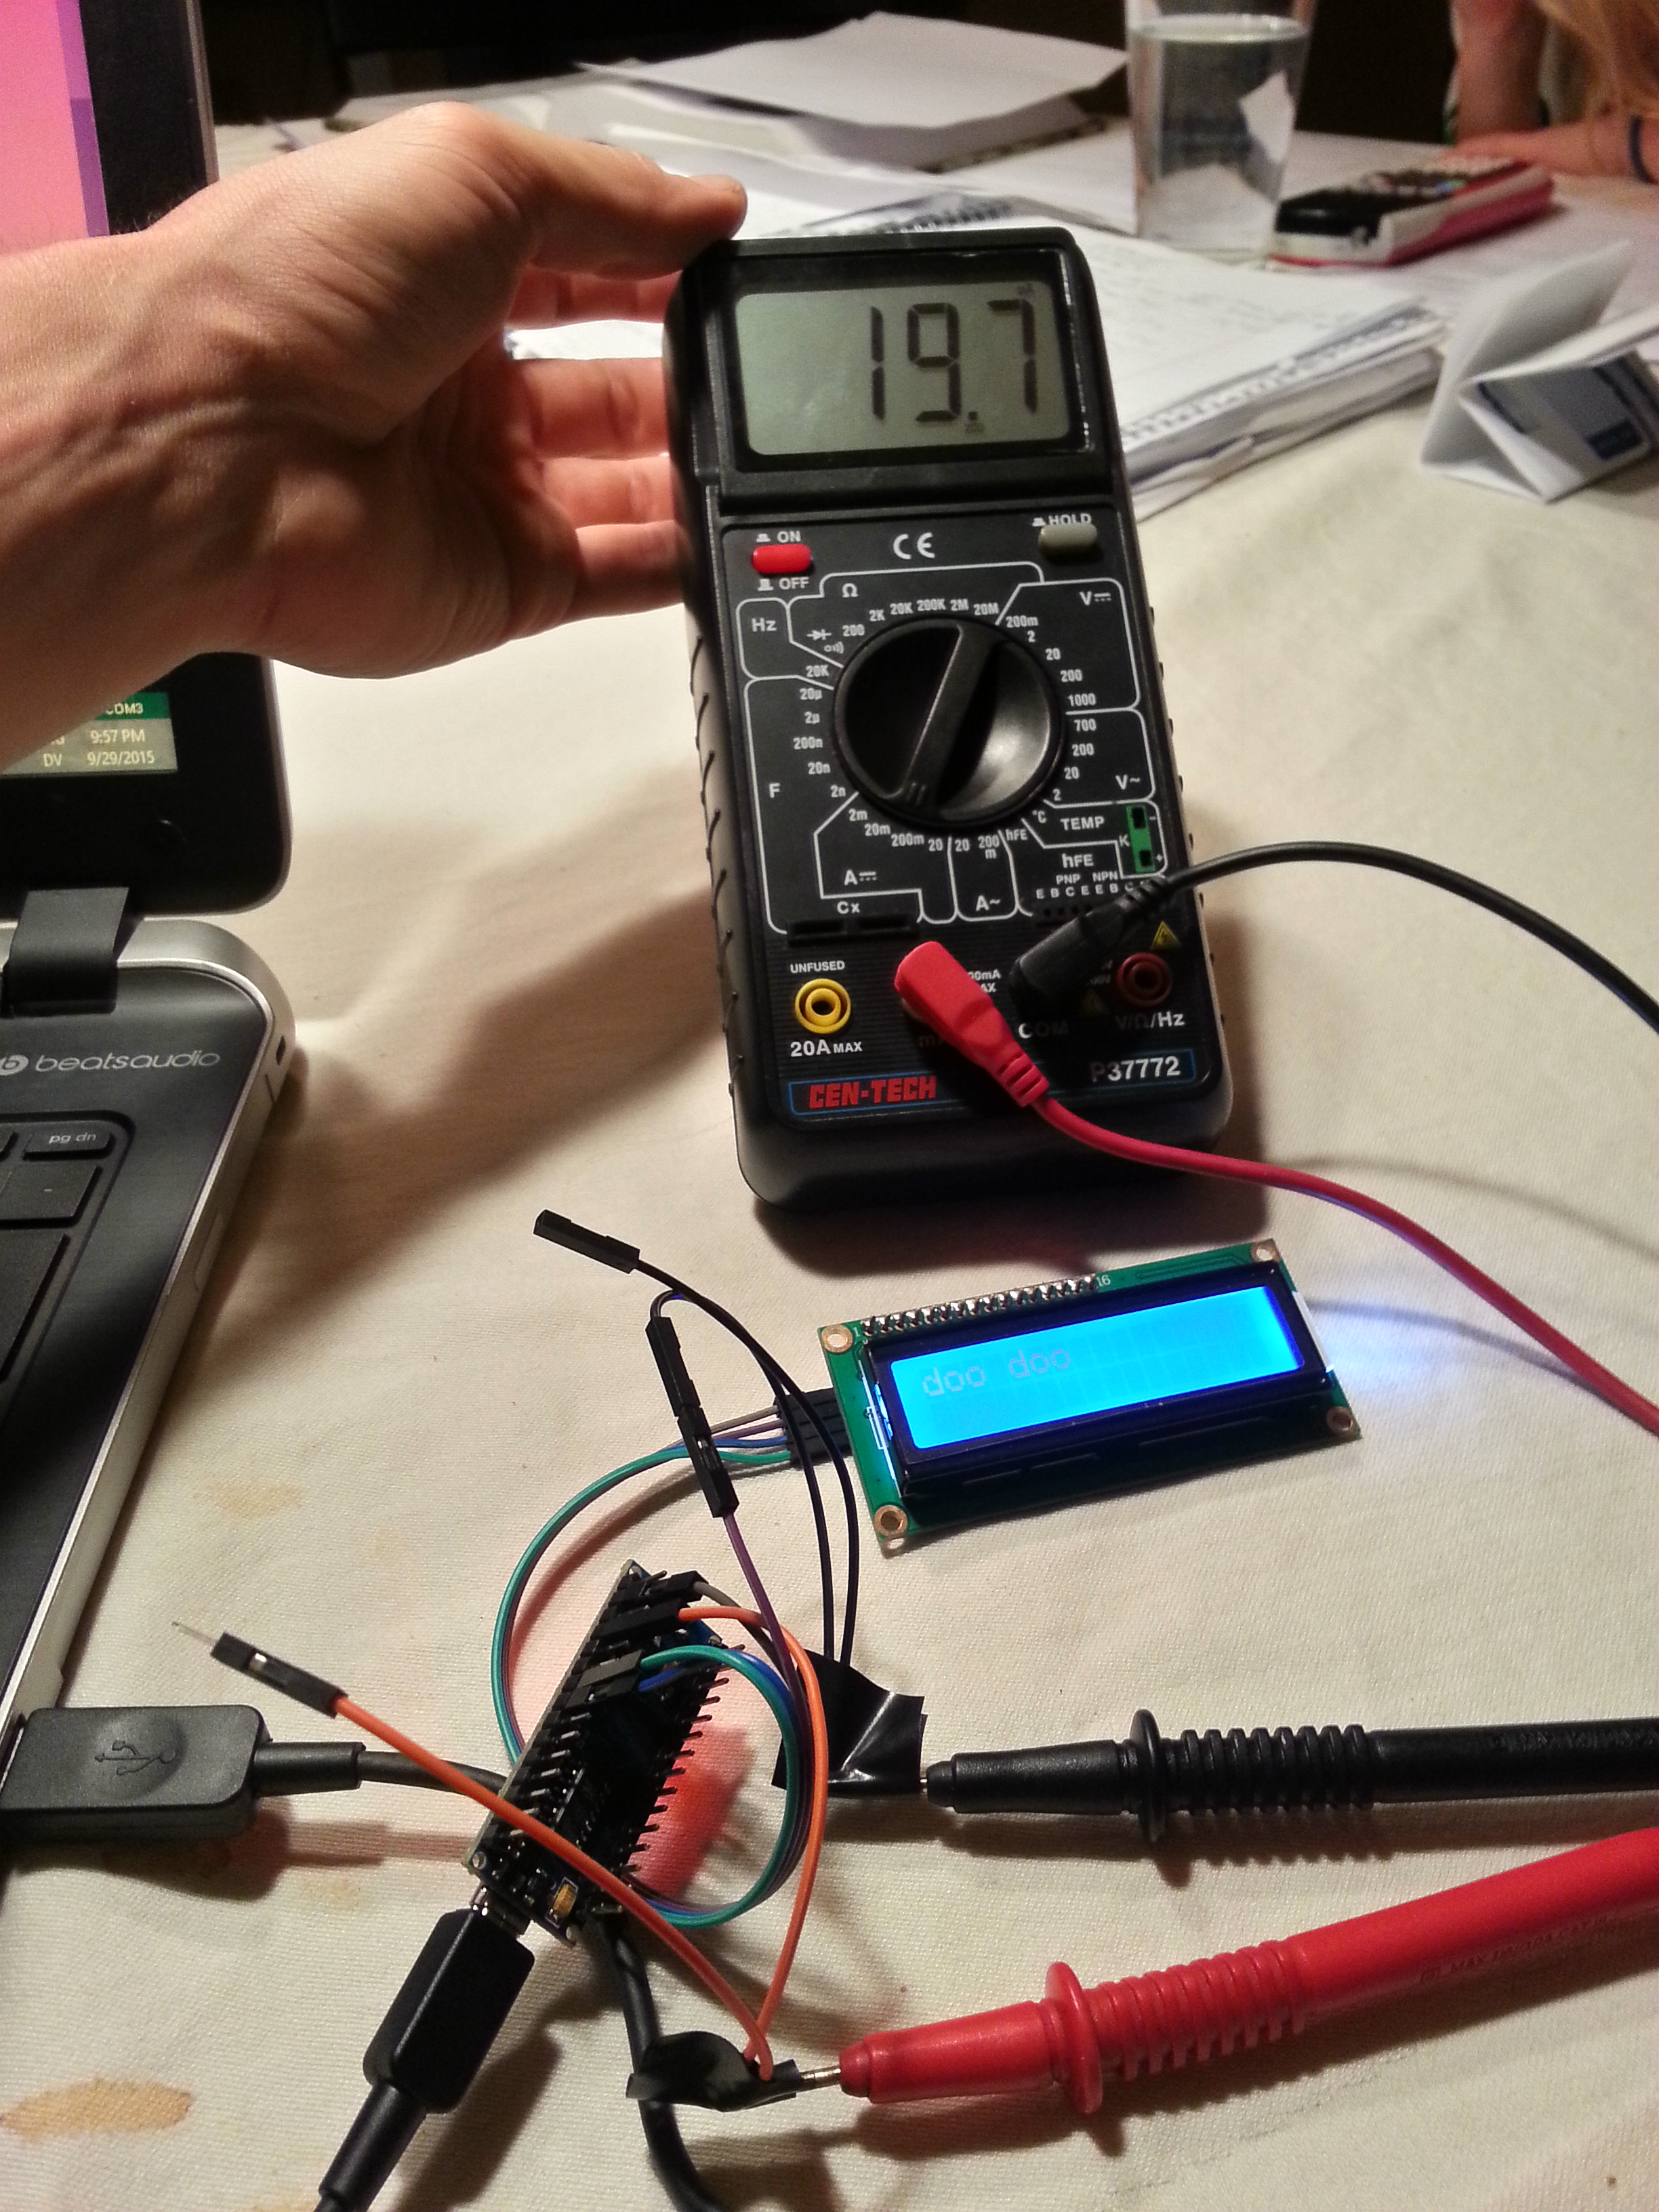 19.7
ON
OFF
HOLD
CE
Ω
Hz
200
2K
20K
200K
2M
20M
V
200m
2
20
200
1000
700
200
20
2
V~
20K
20µ
2µ
200n
20n
2n
F
2m
20m
200m
20
20
200
m
hFE
°C
TEMP
K
-
+
hFE
PNP NPN
E B C E E B C
A
A~
Cx
UNFUSED
20A MAX
COM
V/Ω/Hz
CEN-TECH
P37772
COM3
9:57 PM
DV 9/29/2015
beatsaudio
pg dn
16
doo doo